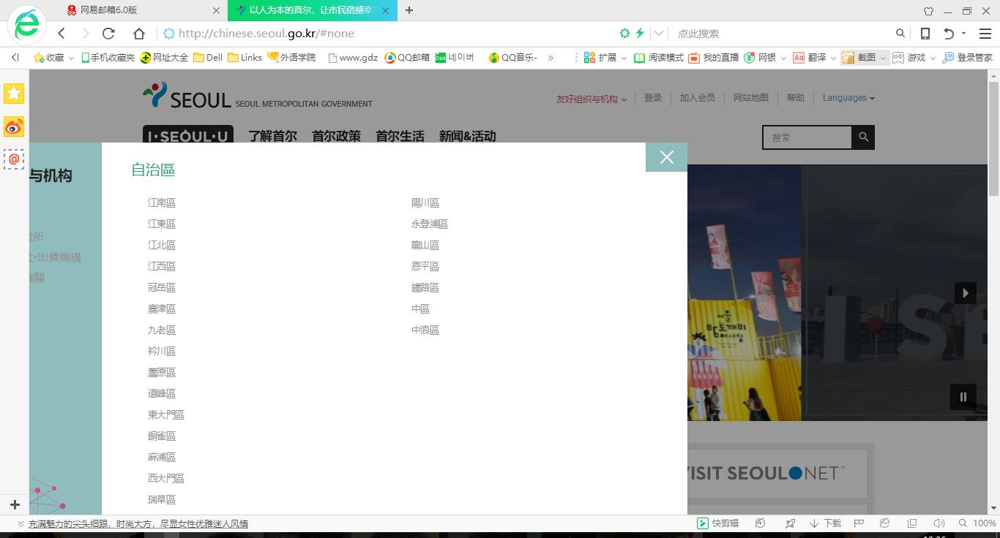 网易邮箱6.0版
以人为本的首尔，让市民倍感幸
http://chinese.seoul.go.kr/#none
点此搜索
收藏 手机收藏夹 网址大全 Dell Links 外语学院 www.gdz QQ邮箱 네이버 QQ音乐- » 扩展 阅读模式 我的直播 网银 翻译 截图 游戏 登录管家
SEOUL SEOUL METROPOLITAN GOVERNMENT
友好组织与机构 登录 加入会员 网站地图 帮助 Languages
I·SEOUL·U 了解首尔 首尔政策 首尔生活 新闻&活动
搜索
与机构
所
·出資機構
關
自治區
江南區
江東區
江北區
江西區
冠岳區
廣津區
九老區
衿川區
蘆原區
道峰區
東大門區
銅雀區
麻浦區
西大門區
瑞草區
陽川區
永登浦區
龍山區
恩平區
鐘路區
中區
中浪區
서울
밤도깨비
야시장
I·SE
VISIT SEOUL NET™
充满魅力的尖头细跟，时尚大方，尽显女性优雅迷人风情
快剪辑 下载 100%